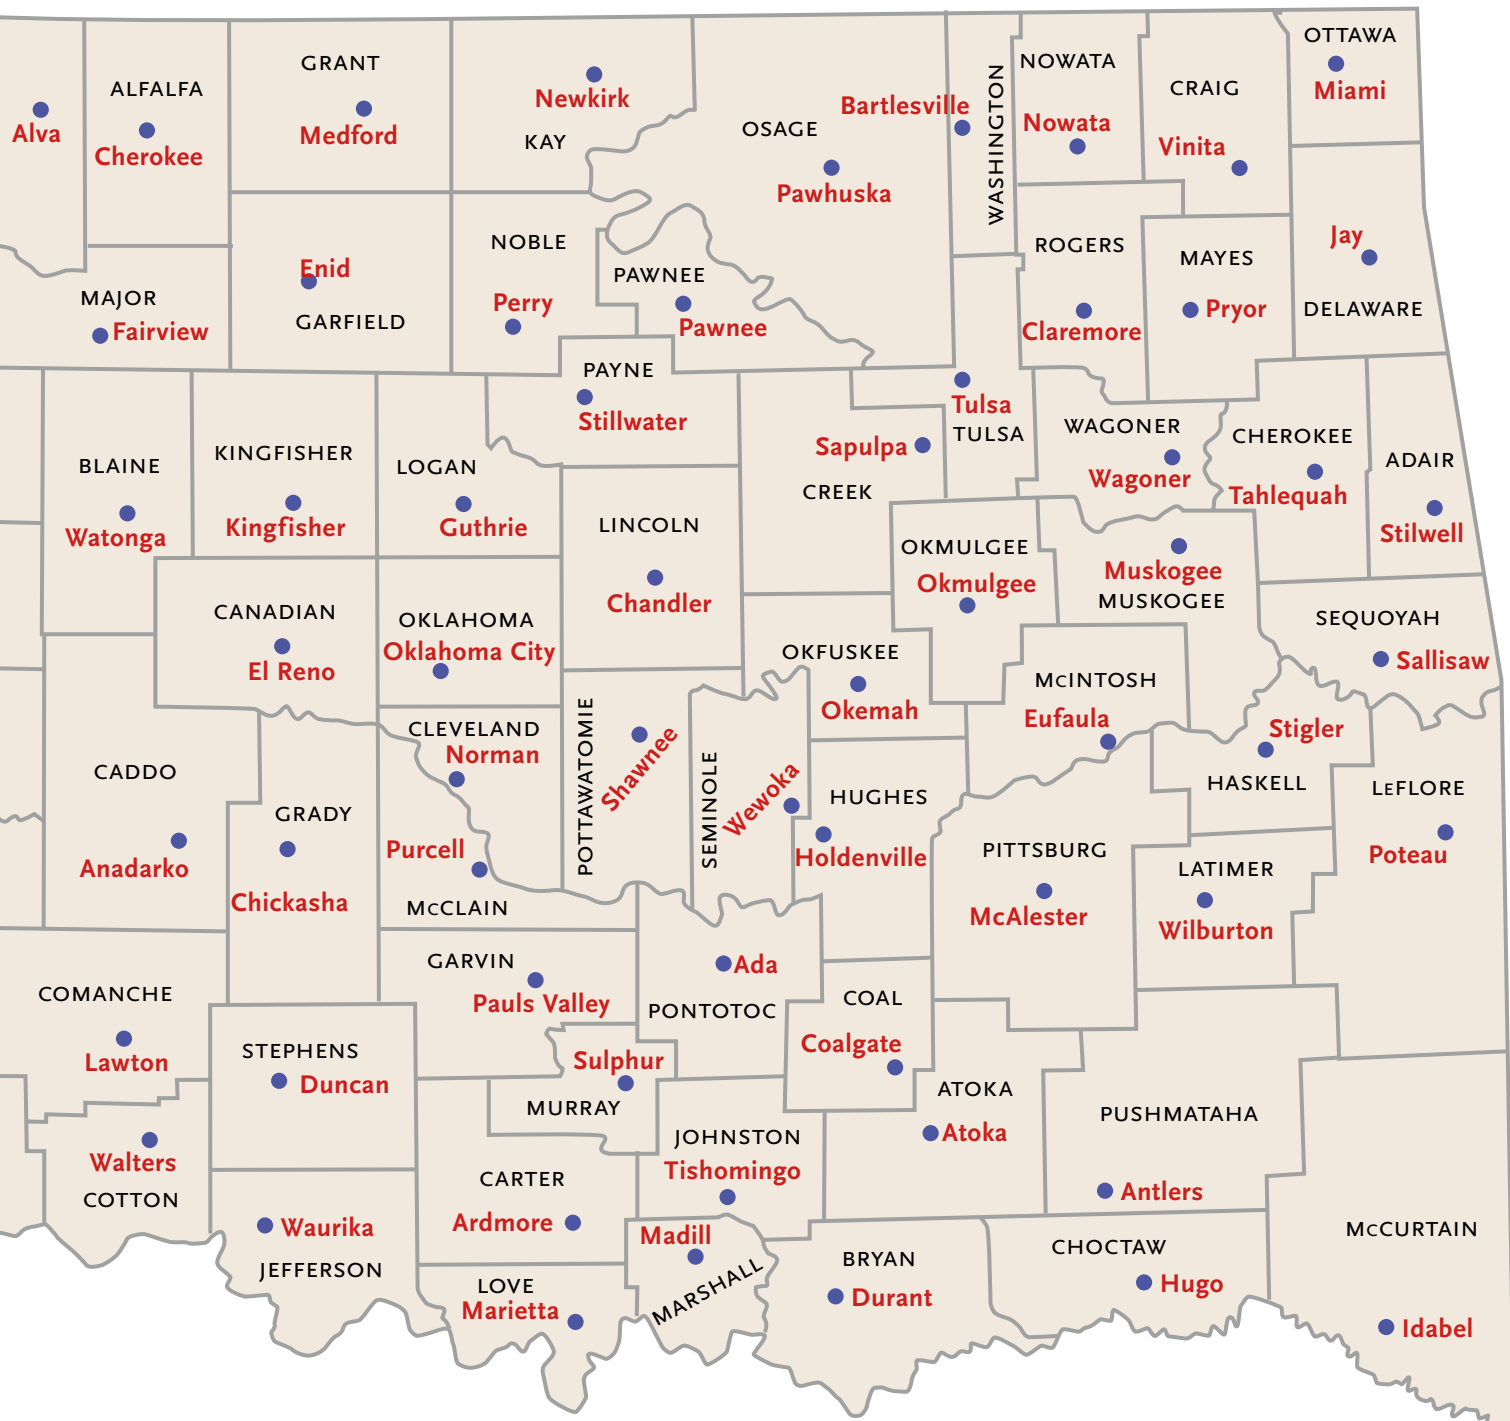 OTTAWA
Miami
GRANT
NOWATA
ALFALFA
Newkirk
CRAIG
Bartlesville
WASHINGTON
Alva
Medford
KAY
OSAGE
Nowata
Cherokee
Vinita
Pawhuska
NOBLE
ROGERS
Jay
Enid
PAWNEE
MAYES
MAJOR
Perry
Pryor
DELAWARE
Fairview
GARFIELD
Pawnee
Claremore
PAYNE
Stillwater
Tulsa
TULSA
WAGONER
CHEROKEE
BLAINE
KINGFISHER
LOGAN
Sapulpa
ADAIR
Wagoner
Tahlequah
CREEK
Watonga
Kingfisher
Guthrie
LINCOLN
Stilwell
OKMULGEE
Okmulgee
Muskogee
MUSKOGEE
Chandler
CANADIAN
OKLAHOMA
Oklahoma City
SEQUOYAH
Sallisaw
El Reno
OKFUSKEE
McINTOSH
Okemah
Eufaula
CLEVELAND
Norman
POTTAWATOMIE
Shawnee
SEMINOLE
Wewoka
Stigler
HASKELL
CADDO
HUGHES
LEFLORE
GRADY
Purcell
Holdenville
PITTSBURG
Poteau
Anadarko
LATIMER
Chickasha
McCLAIN
McAlester
Wilburton
GARVIN
Ada
COMANCHE
Pauls Valley
PONTOTOC
COAL
Coalgate
STEPHENS
Lawton
Duncan
Sulphur
ATOKA
MURRAY
PUSHMATAHA
JOHNSTON
Atoka
Walters
Tishomingo
COTTON
CARTER
Antlers
Waurika
Ardmore
Madill
McCURTAIN
JEFFERSON
MARSHALL
BRYAN
CHOCTAW
LOVE
Marietta
Durant
Hugo
Idabel